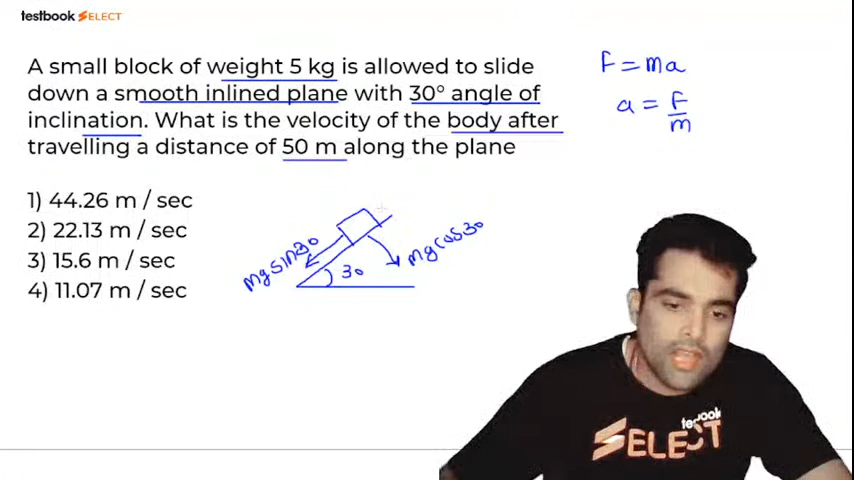 testbook SELECT
A small block of weight 5 kg is allowed to slide
down a smooth inlined plane with 30° angle of
inclination. What is the velocity of the body after
travelling a distance of 50 m along the plane
F = ma
a = F/m
1) 44.26 m / sec
2) 22.13 m / sec
3) 15.6 m / sec
4) 11.07 m / sec
mg sin30
30
mg cos30
testbook
SELECT